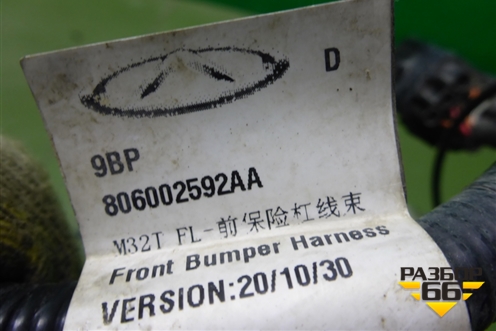 D
9BP
806002592AA
M32T FL-前保险杠线束
Front Bumper Harness
VERSION:20/10/30
РАЗБОР
66